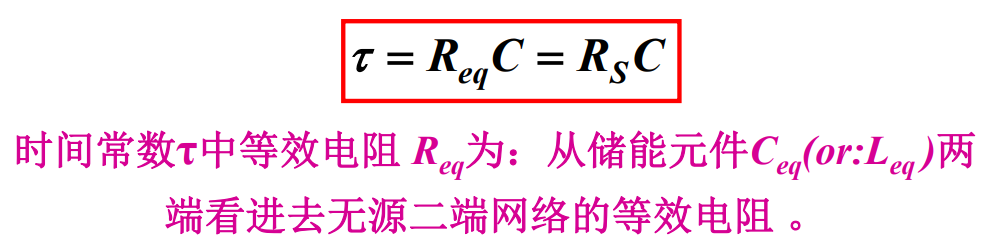 τ = R_eq C = R_S C
时间常数τ中等效电阻 R_eq为：从储能元件C_eq(or:L_eq )两
端看进去无源二端网络的等效电阻 。